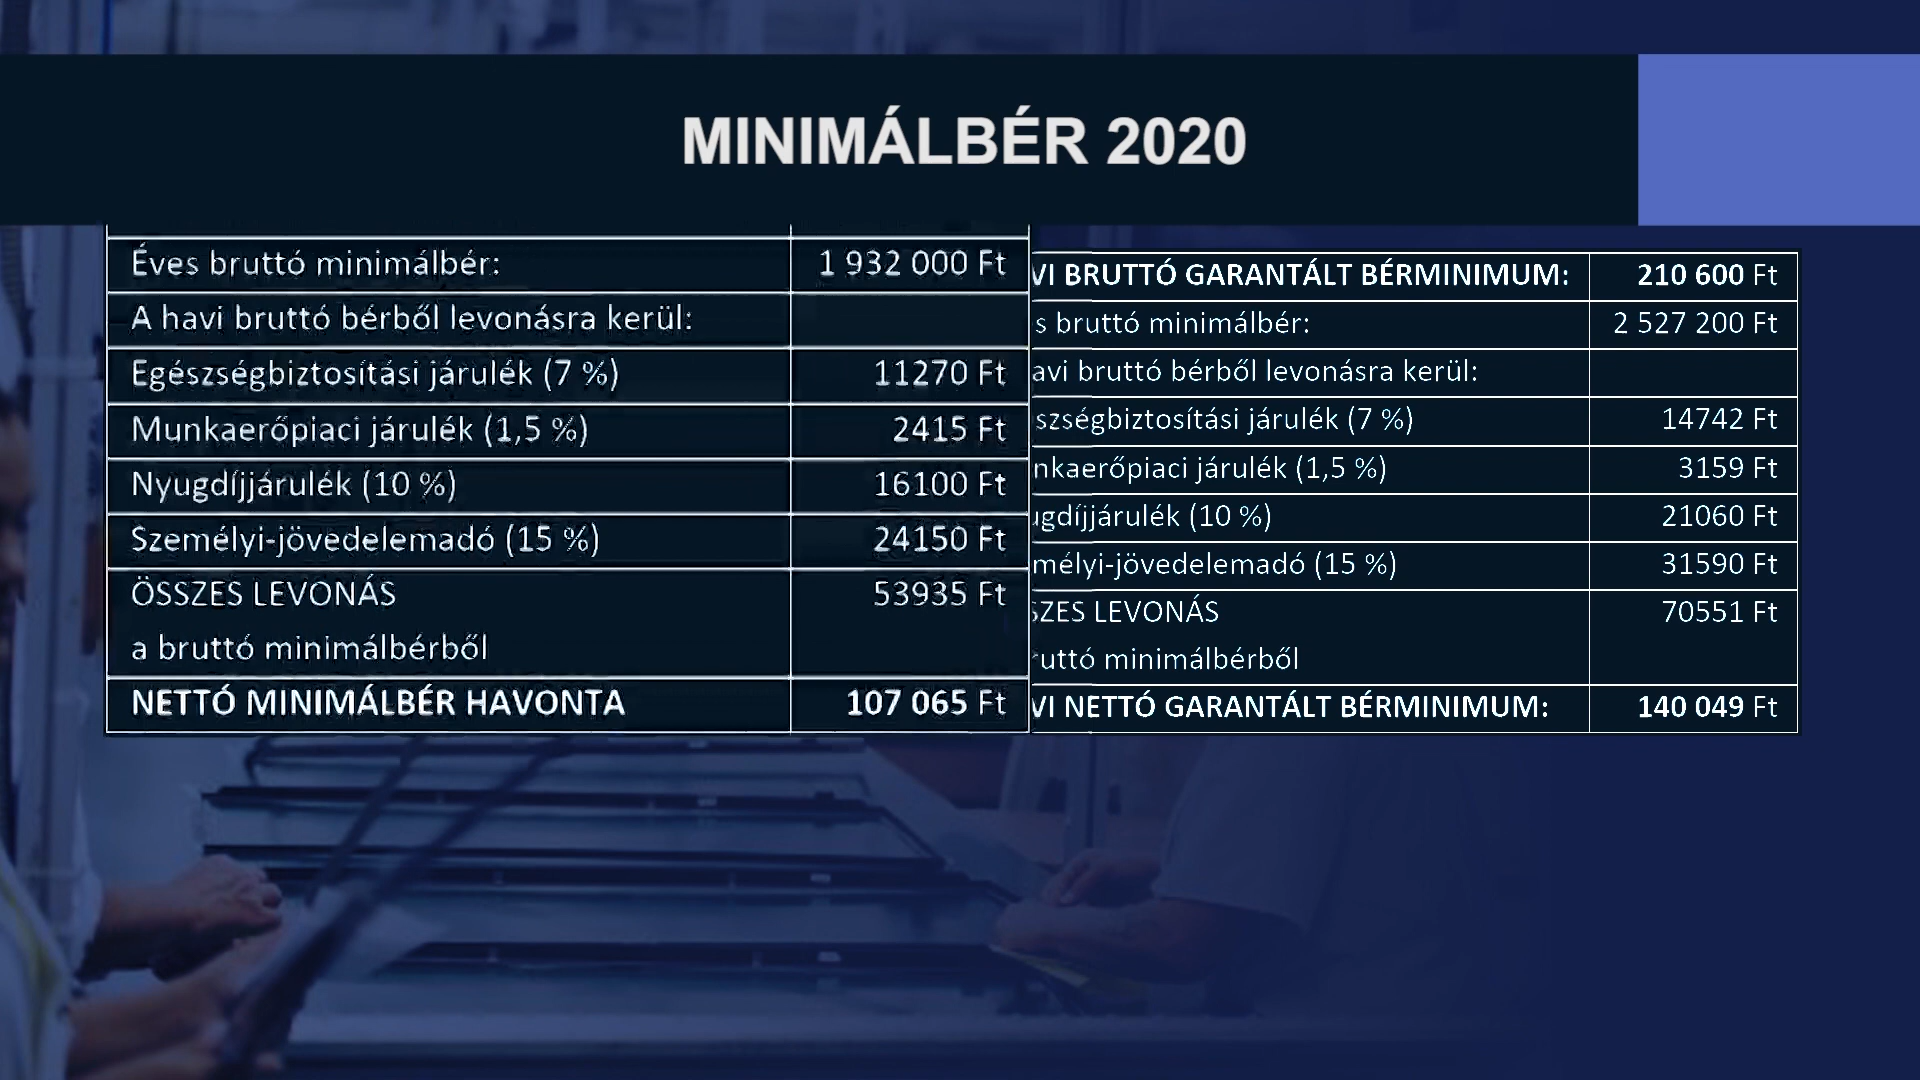 MINIMÁLBÉR 2020
Éves bruttó minimálbér: 1 932 000 Ft
A havi bruttó bérből levonásra kerül:
Egészségbiztosítási járulék (7 %) 11270 Ft
Munkaerőpiaci járulék (1,5 %) 2415 Ft
Nyugdíjjárulék (10 %) 16100 Ft
Személyi-jövedelemadó (15 %) 24150 Ft
ÖSSZES LEVONÁS 53935 Ft
a bruttó minimálbérből
NETTÓ MINIMÁLBÉR HAVONTA 107 065 Ft
VI BRUTTÓ GARANTÁLT BÉRMINIMUM: 210 600 Ft
s bruttó minimálbér: 2 527 200 Ft
avi bruttó bérből levonásra kerül:
szségbiztosítási járulék (7 %) 14742 Ft
nkaerőpiaci járulék (1,5 %) 3159 Ft
ugdíjjárulék (10 %) 21060 Ft
mélyi-jövedelemadó (15 %) 31590 Ft
SZES LEVONÁS 70551 Ft
ruttó minimálbérből
VI NETTÓ GARANTÁLT BÉRMINIMUM: 140 049 Ft